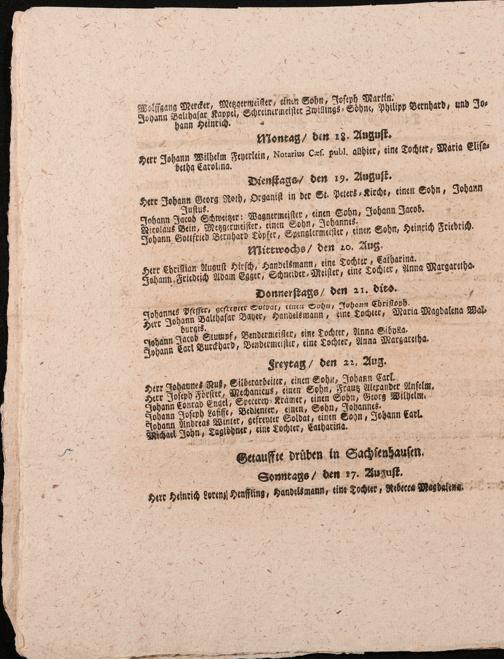 Wolffgang Mercker, Metzgermeister, einen Sohn, Joseph Martin.
Johann Balthasar Kappel, Schreinermeister Zwillings-Söhne, Philipp Bernhard, und Jo-
hann Heinrich.
Montag / den 18. August.
Herr Johann Wilhelm Feyerlein, Notarius Cæs. publ. allhier, eine Tochter, Maria Elisa-
betha Carolina.
Dienstags / den 19. August.
Herr Johann Georg Roth, Organist in der St. Peters-Kirche, einen Sohn, Johann
Justus.
Johann Jacob Schweitzer: Wagnermeister, einen Sohn, Johann Jacob.
Nicolaus Bein, Metzgermeister, einen Sohn, Johannes.
Johann Gottfried Bernhard Töpfer, Spenglermeister, einen Sohn, Heinrich Friedrich.
Mittwochs / den 20. Aug.
Herr Christian August Hirsch, Handelsmann, eine Tochter, Catharina.
Johann Friedrich Adam Egger, Schneider-Meister, eine Tochter, Anna Margaretha.
Donnerstags / den 21. dito.
Johannes Pfeffer, gefreyter Soldat, einen Sohn, Johann Christoph.
Herr Johann Balthasar Bayer, Handelsmann, eine Tochter, Maria Magdalena Wal-
burgis.
Johann Jacob Stumpf, Bendermeister, eine Tochter, Anna Sibylla.
Johann Carl Burckhard, Bendermeister, eine Tochter, Anna Margaretha.
Freytag / den 22. Aug.
Herr Johannes Nuß, Silberarbeiter, einen Sohn, Johann Carl.
Herr Joseph Förster, Mechanicus, einen Sohn, Frantz Alexander Anselm.
Johann Conrad Engel, Specerey-Krämer, einen Sohn, Georg Wilhelm.
Johann Joseph Lafisse, Bedienter, einen, Sohn, Johannes.
Johann Andreas Winter, gefreyter Soldat, einen Sohn, Johann Carl.
Michael John, Taglöhner, eine Tochter, Catharina.
Getauffte drüben in Sachsenhausen.
Sonntags / den 17. August.
Herr Heinrich Lorenz Henffling, Handelsmann, eine Tochter, Rebecca Magdalena.